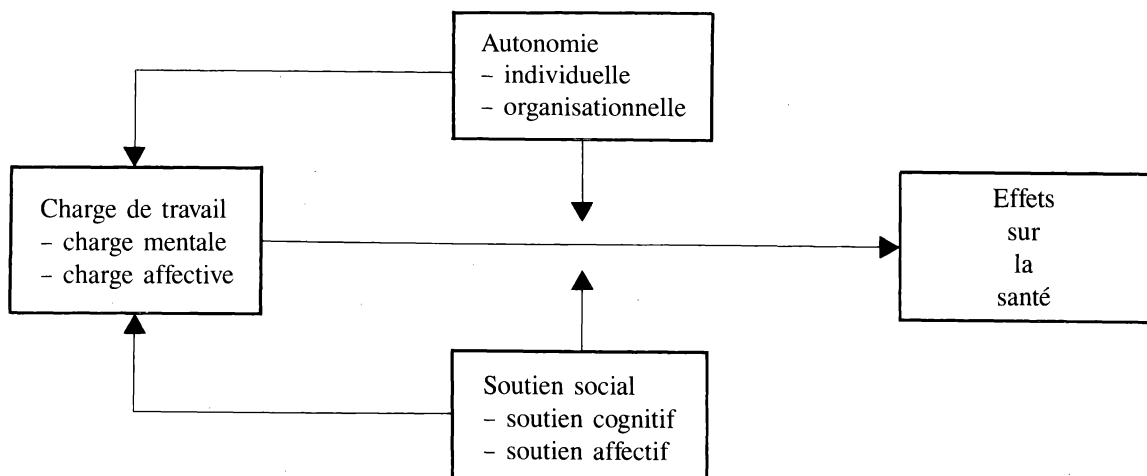 Autonomie
– individuelle
– organisationnelle
Charge de travail
– charge mentale
– charge affective
Effets
sur
la
santé
Soutien social
– soutien cognitif
– soutien affectif